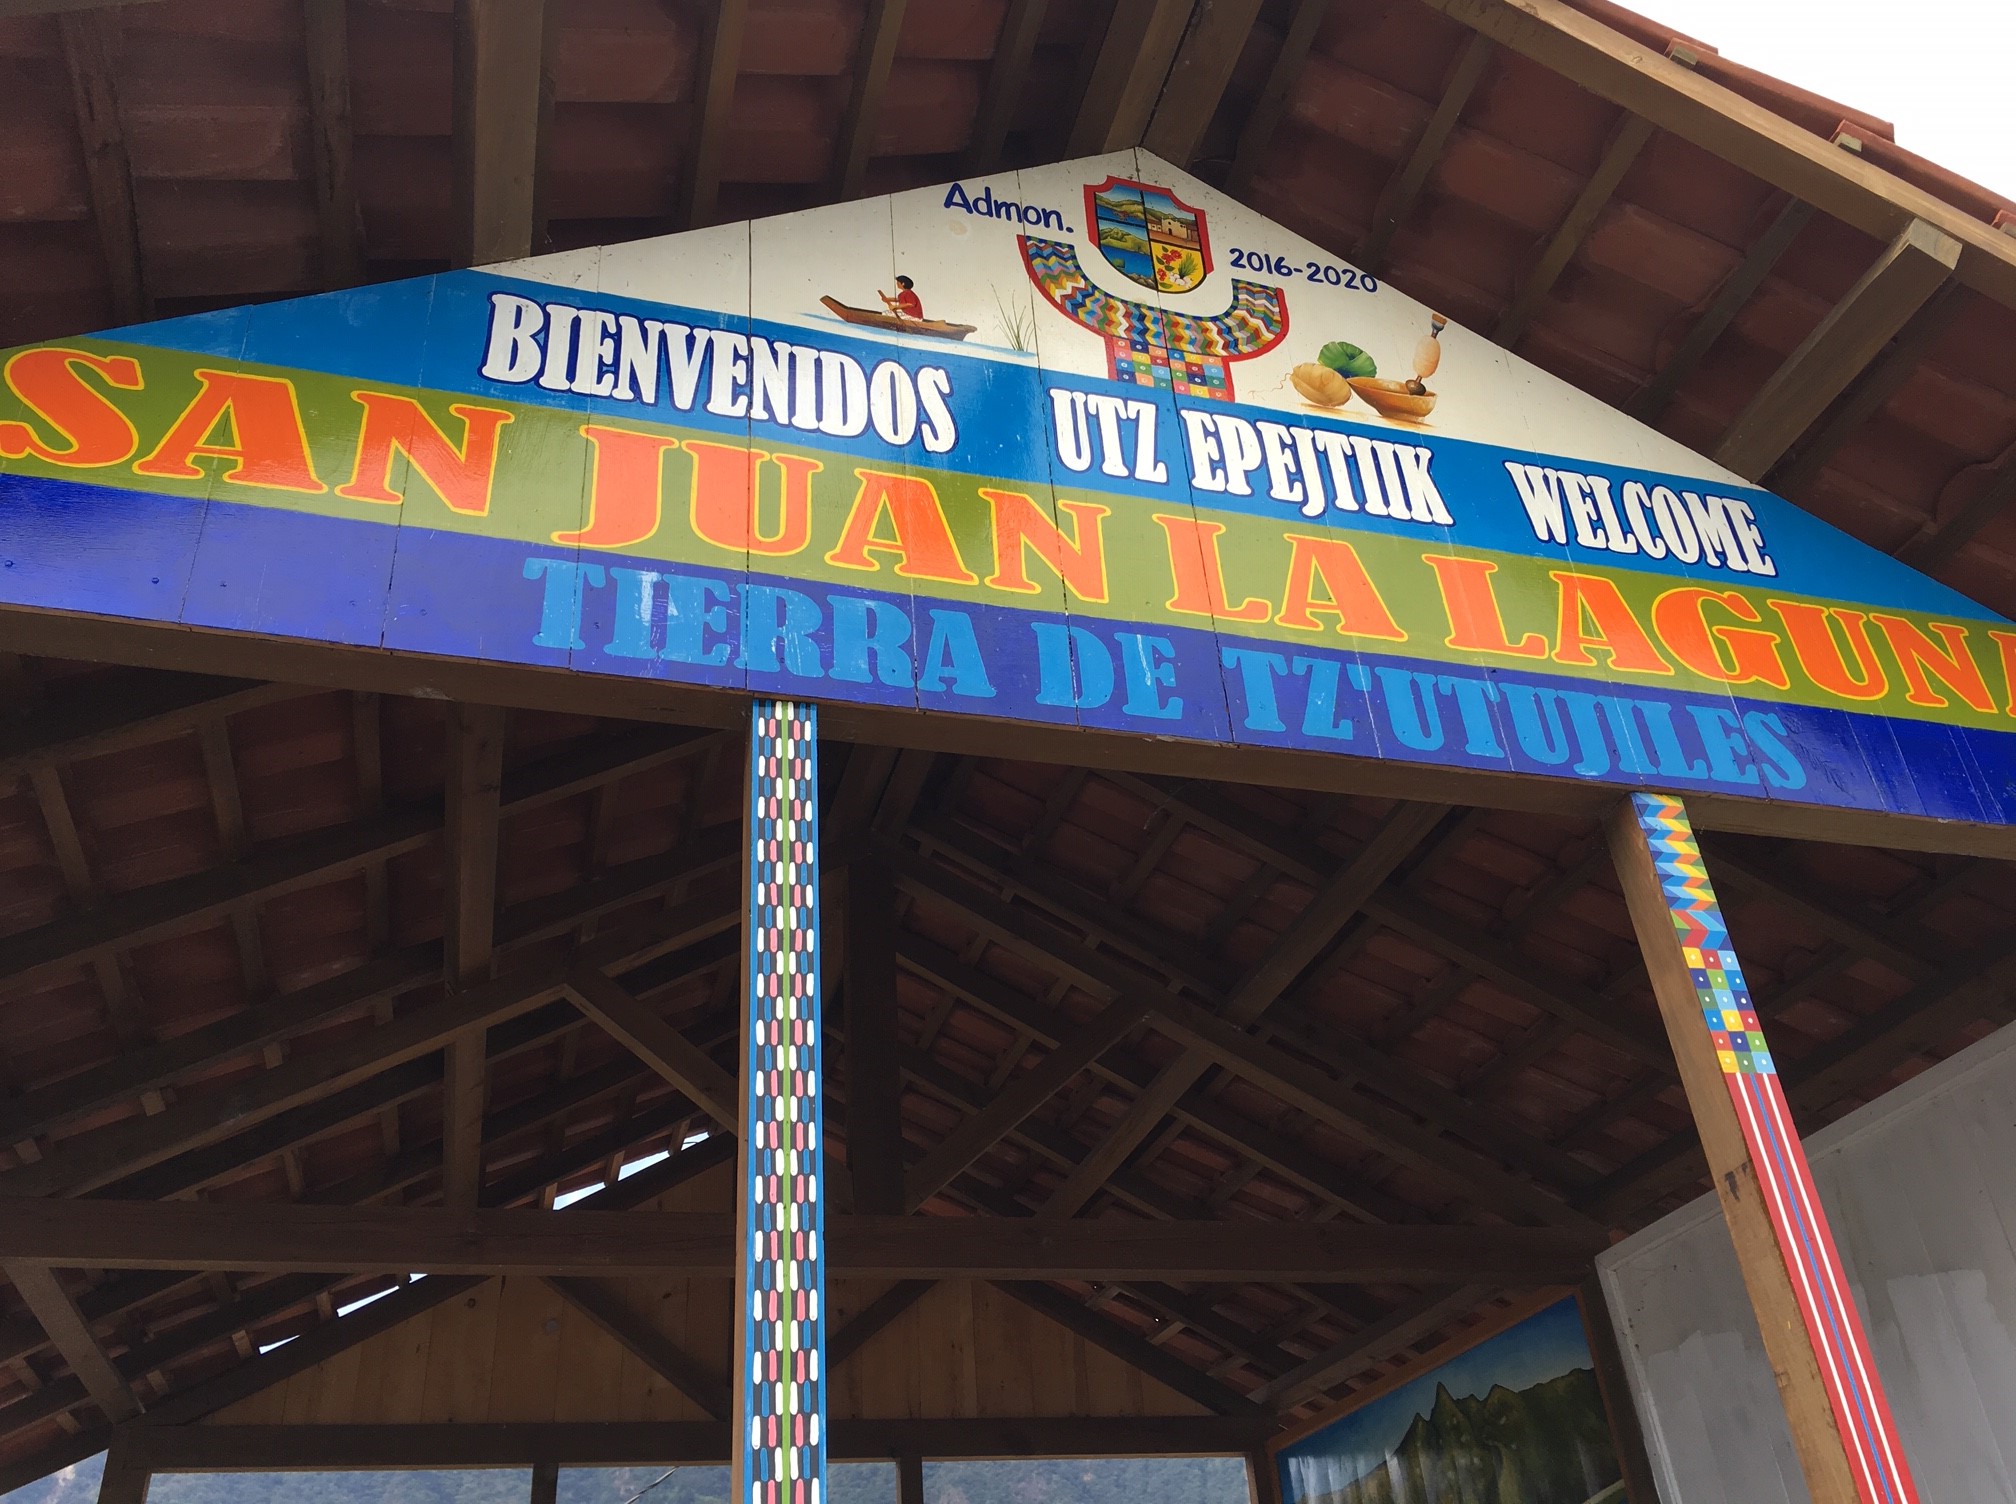 Admon. 2016-2020
BIENVENIDOS UTZ EPEJTIIK WELCOME
SAN JUAN LA LAGUNA
TIERRA DE TZ'UTUJILES